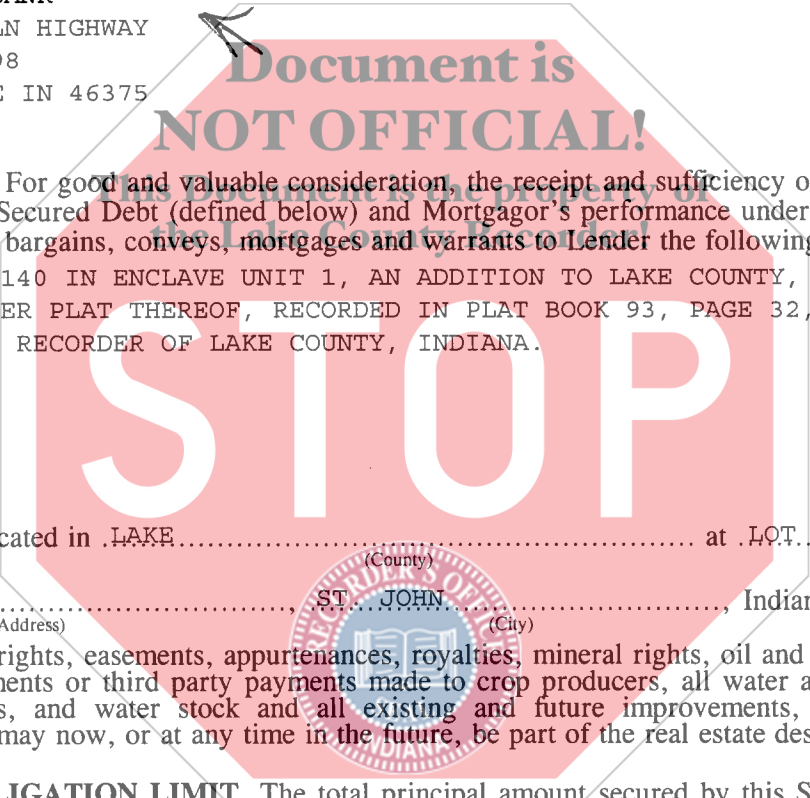 LN HIGHWAY
98
E IN 46375
Document is
NOT OFFICIAL!
This Document is the property of
the Lake County Recorder!
For good and valuable consideration, the receipt and sufficiency o
Secured Debt (defined below) and Mortgagor's performance under
bargains, conveys, mortgages and warrants to Lender the following
140 IN ENCLAVE UNIT 1, AN ADDITION TO LAKE COUNTY,
ER PLAT THEREOF, RECORDED IN PLAT BOOK 93, PAGE 32,
RECORDER OF LAKE COUNTY, INDIANA.
STOP
cated in .LAKE.................... at .LOT...
(County)
...................., ST. JOHN...................., Indian
Address) (City)
RECORDER'S OFFIC
rights, easements, appurtenances, royalties, mineral rights, oil and
ments or third party payments made to crop producers, all water a
s, and water stock and all existing and future improvements,
may now, or at any time in the future, be part of the real estate des
INDIANA
LIGATION LIMIT. The total principal amount secured by this S